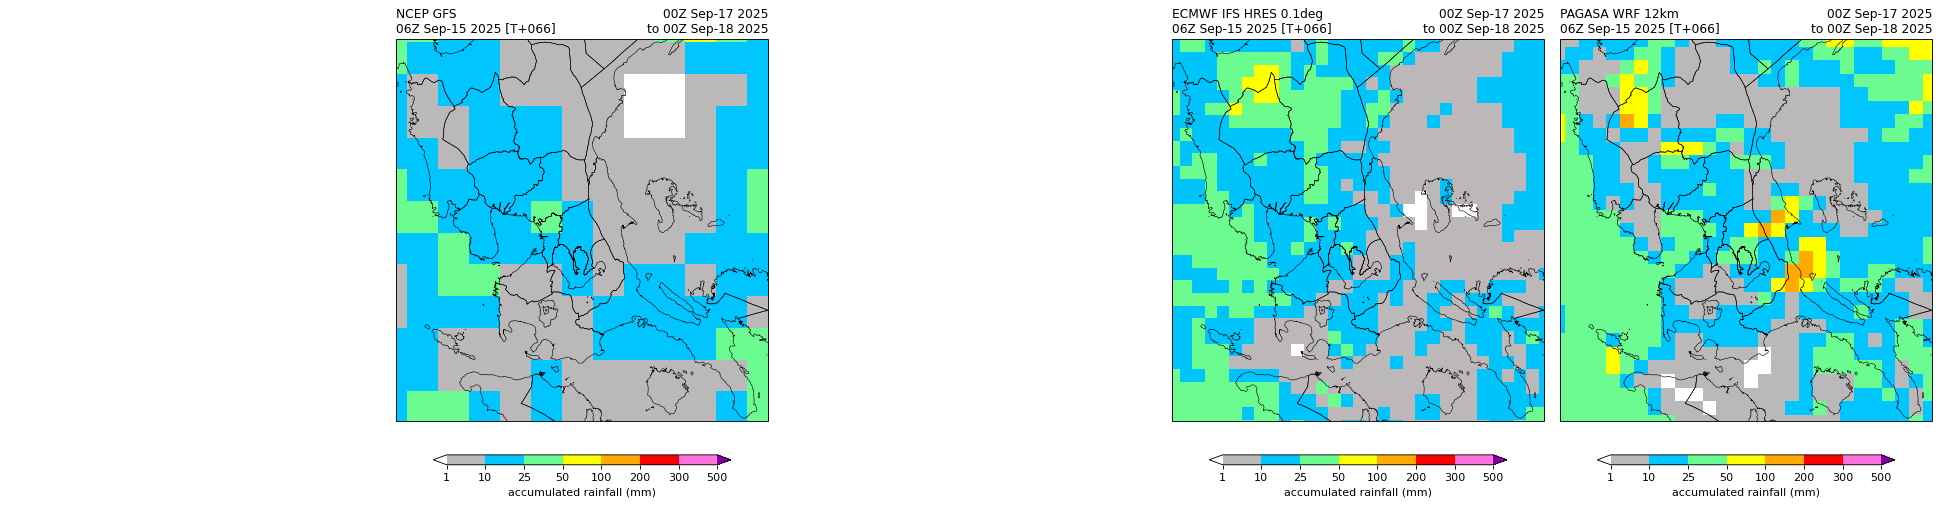 NCEP GFS 00Z Sep-17 2025
06Z Sep-15 2025 [T+066] to 00Z Sep-18 2025
1 10 25 50 100 200 300 500
accumulated rainfall (mm)
ECMWF IFS HRES 0.1deg 00Z Sep-17 2025
06Z Sep-15 2025 [T+066] to 00Z Sep-18 2025
1 10 25 50 100 200 300 500
accumulated rainfall (mm)
PAGASA WRF 12km 00Z Sep-17 2025
06Z Sep-15 2025 [T+066] to 00Z Sep-18 2025
1 10 25 50 100 200 300 500
accumulated rainfall (mm)